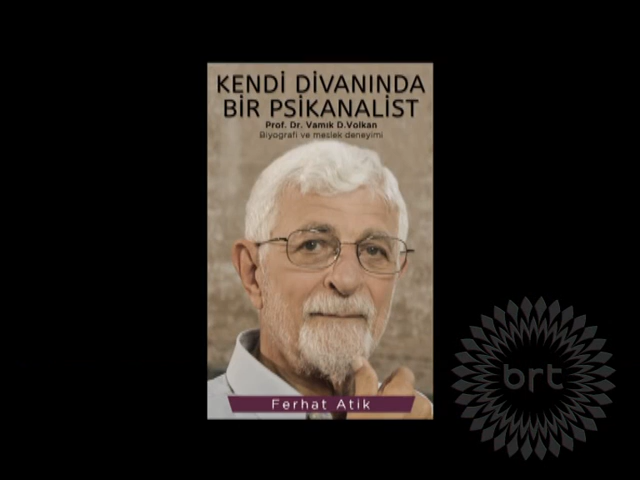 KENDİ DİVANINDA
BİR PSİKANALİST
Prof. Dr. Vamık D.Volkan
Biyografi ve meslek deneyimi
Ferhat Atik
brt